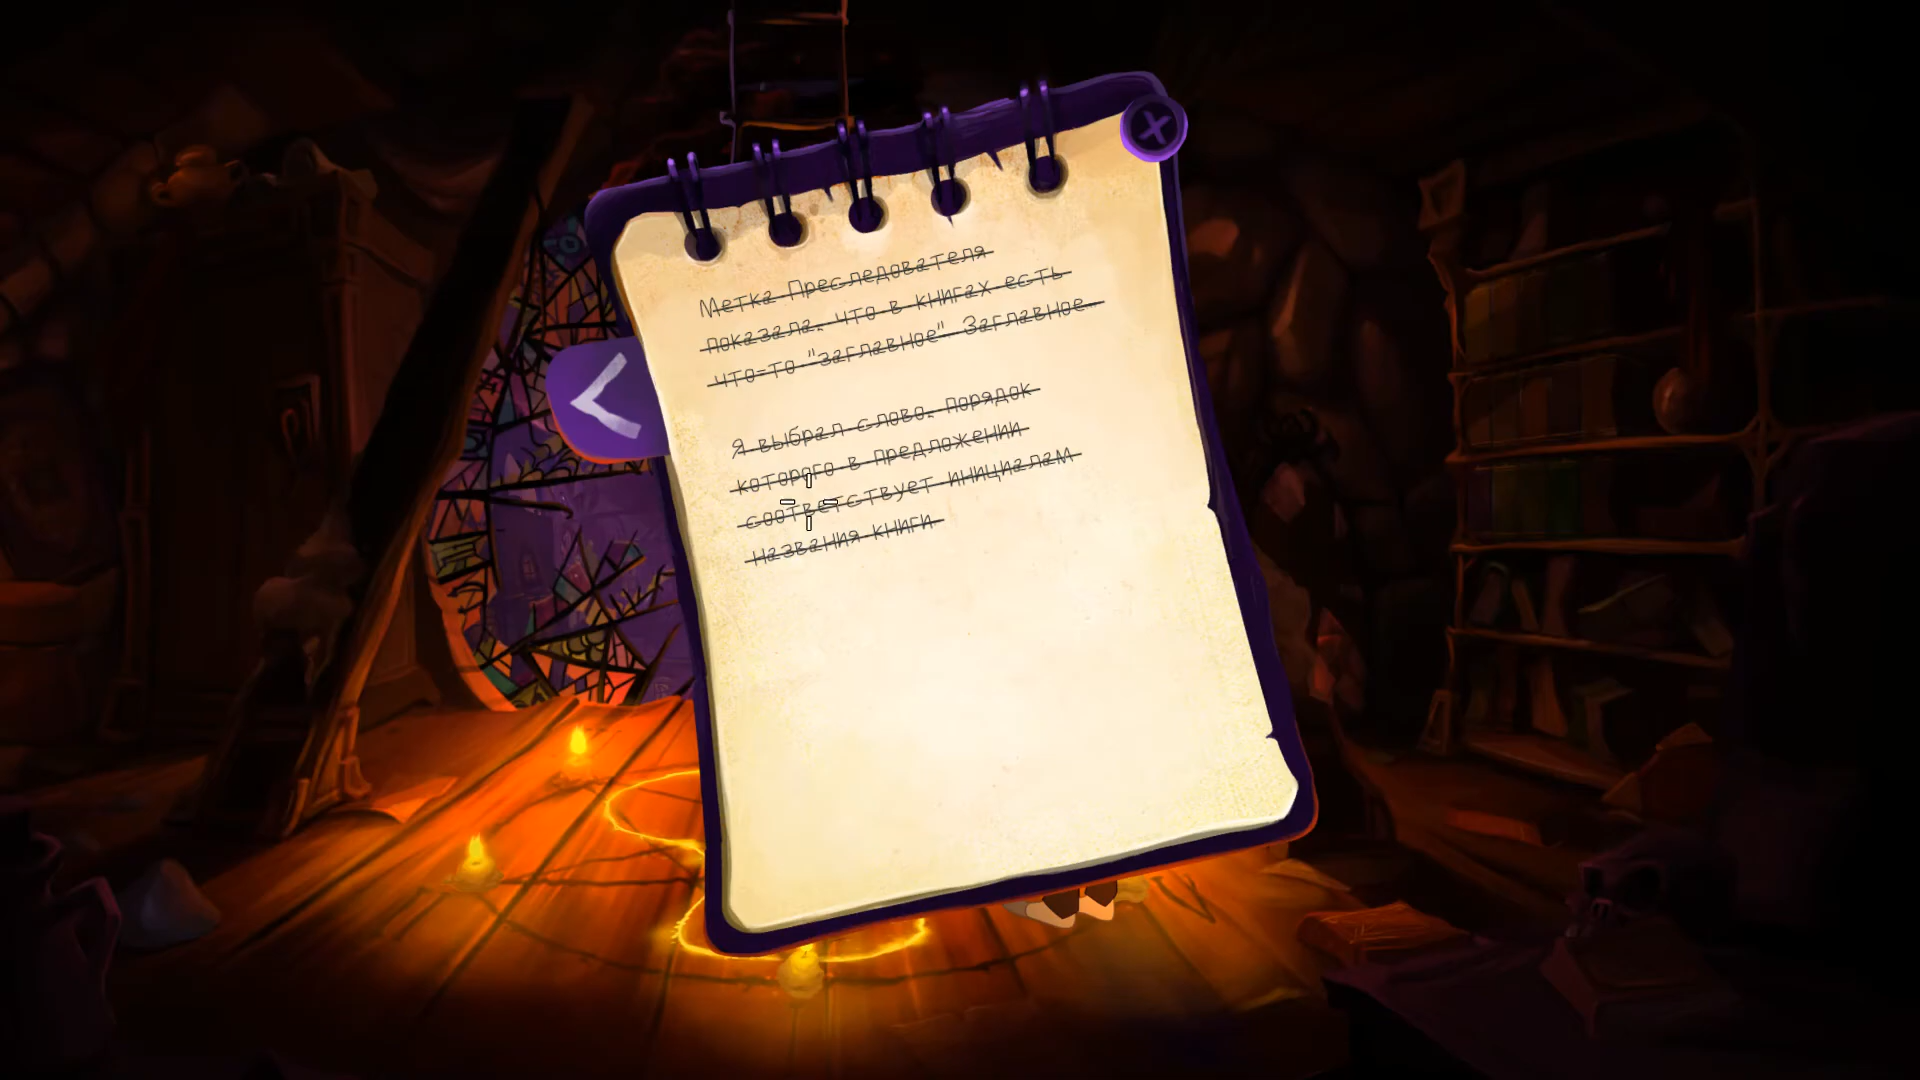 Метка Преследователя
показала, что в книгах есть
что-то "заглавное" Заглавное...
Я выбрал слово, порядок
которого в предложении
соответствует инициалам
названия книги